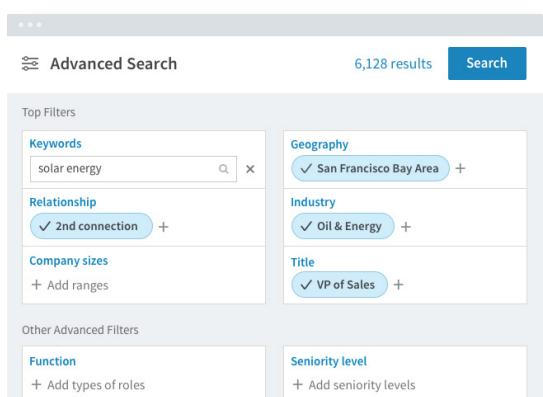 Advanced Search
6,128 results
Search
Top Filters
Keywords
solar energy
Geography
San Francisco Bay Area
Relationship
2nd connection
Industry
Oil & Energy
Company sizes
+ Add ranges
Title
VP of Sales
Other Advanced Filters
Function
+ Add types of roles
Seniority level
+ Add seniority levels